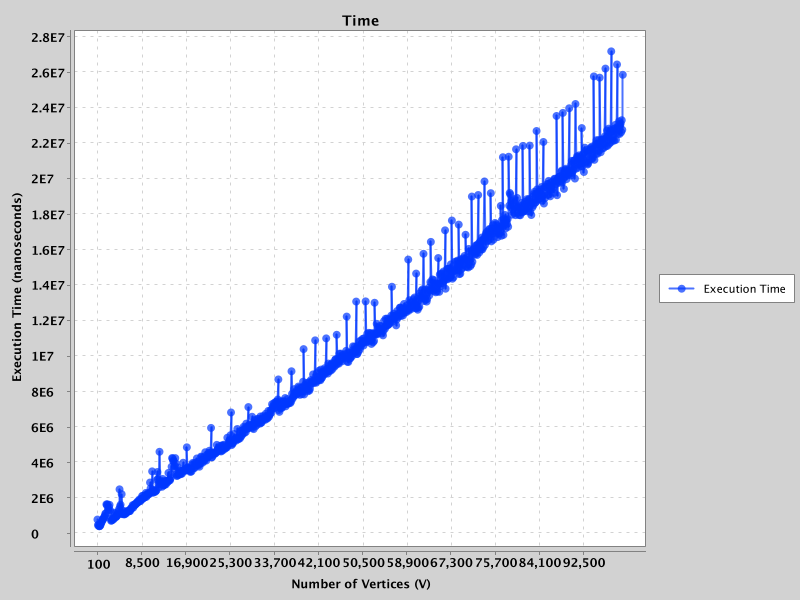 Time
2.8E7
2.6E7
2.4E7
2.2E7
2E7
1.8E7
1.6E7
1.4E7
1.2E7
1E7
8E6
6E6
4E6
2E6
0
Execution Time (nanoseconds)
100 8,500 16,900 25,300 33,700 42,100 50,500 58,900 67,300 75,700 84,100 92,500
Number of Vertices (V)
Execution Time